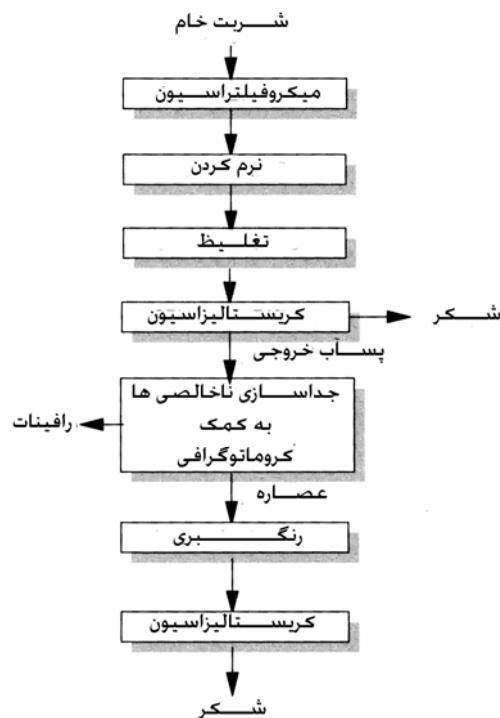 شربت خام
میکروفیلتراسیون
نرم کردن
تغلیظ
کریستالیزاسیون
شکر
پساب خروجی
جداسازی ناخالصی ها
به کمک
کروماتوگرافی
رافینات
عصاره
رنگبری
کریستالیزاسیون
شکر